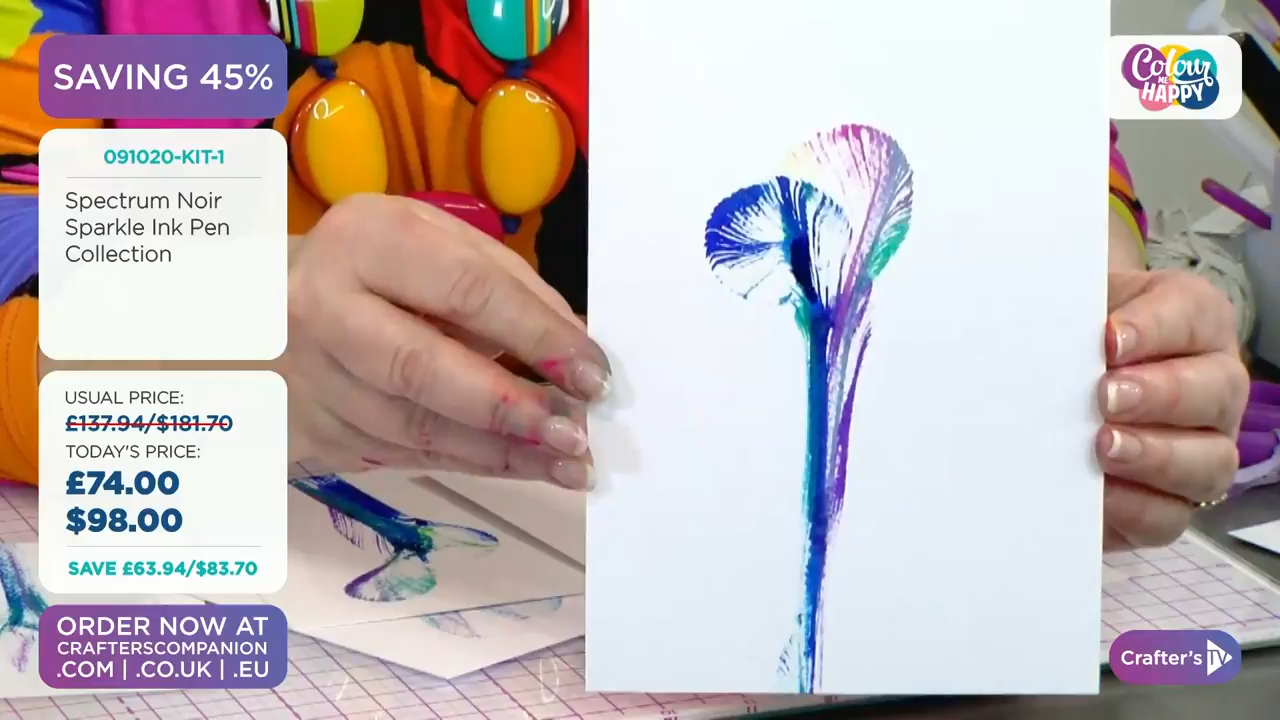 SAVING 45%
091020-KIT-1
Spectrum Noir
Sparkle Ink Pen
Collection
USUAL PRICE:
£137.94/$181.70
TODAY'S PRICE:
£74.00
$98.00
SAVE £63.94/$83.70
ORDER NOW AT
CRAFTERSCOMPANION
.COM | .CO.UK | .EU
Colour
ME
HAPPY
Crafter's TV